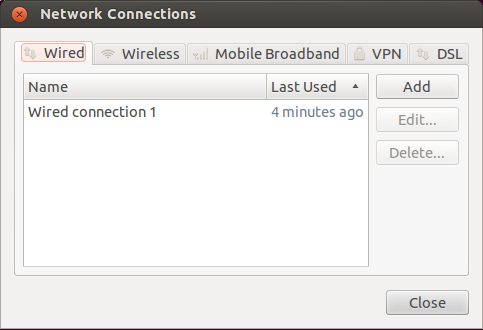 Network Connections
Wired Wireless Mobile Broadband VPN DSL
Name Last Used Add
Wired connection 1 4 minutes ago
Edit...
Delete...
Close